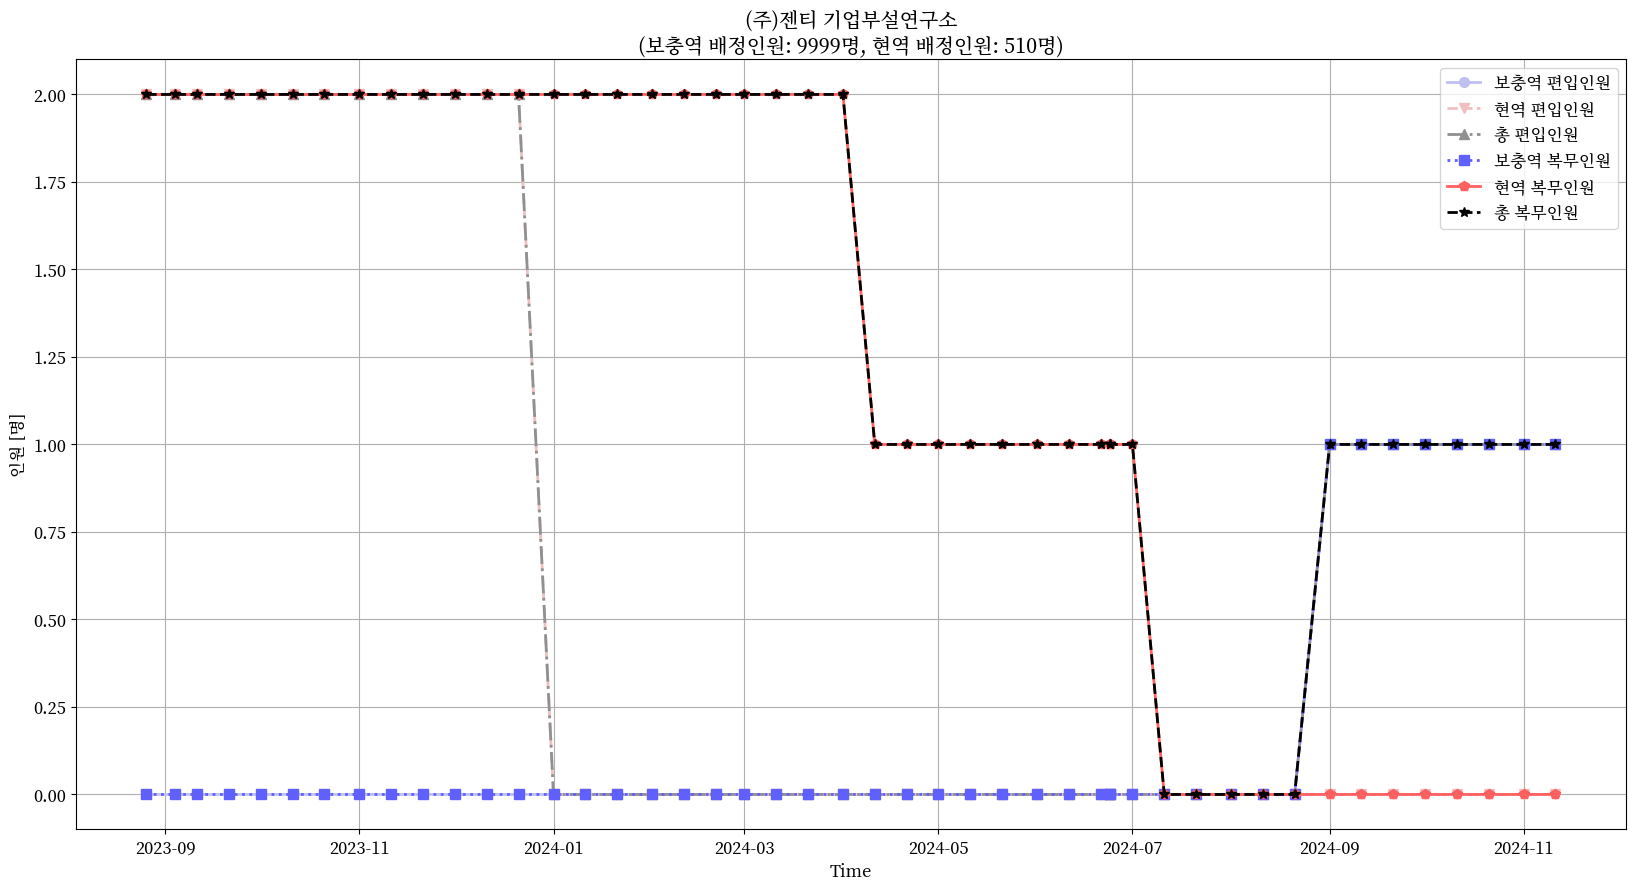 (주)젠티 기업부설연구소
(보충역 배정인원: 9999명, 현역 배정인원: 510명)
보충역 편입인원
현역 편입인원
총 편입인원
보충역 복무인원
현역 복무인원
총 복무인원
인원 [명]
2.00
1.75
1.50
1.25
1.00
0.75
0.50
0.25
0.00
2023-09
2023-11
2024-01
2024-03
2024-05
2024-07
2024-09
2024-11
Time